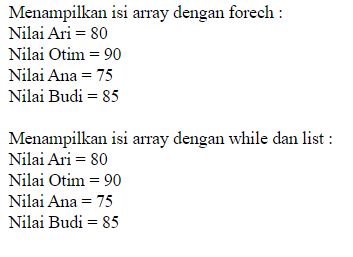 Menampilkan isi array dengan forech :
Nilai Ari = 80
Nilai Otim = 90
Nilai Ana = 75
Nilai Budi = 85
Menampilkan isi array dengan while dan list :
Nilai Ari = 80
Nilai Otim = 90
Nilai Ana = 75
Nilai Budi = 85